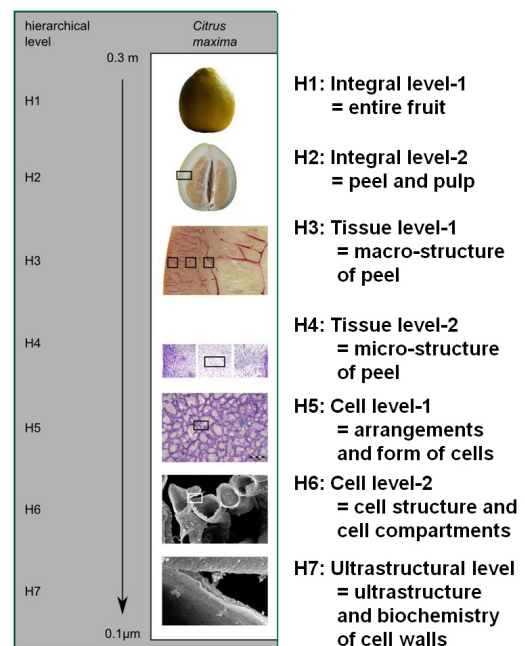 hierarchical
level
Citrus
maxima
0.3 m
H1
H2
H3
H4
H5
H6
H7
0.1µm
H1: Integral level-1
= entire fruit
H2: Integral level-2
= peel and pulp
H3: Tissue level-1
= macro-structure
of peel
H4: Tissue level-2
= micro-structure
of peel
H5: Cell level-1
= arrangements
and form of cells
H6: Cell level-2
= cell structure and
cell compartments
H7: Ultrastructural level
= ultrastructure
and biochemistry
of cell walls